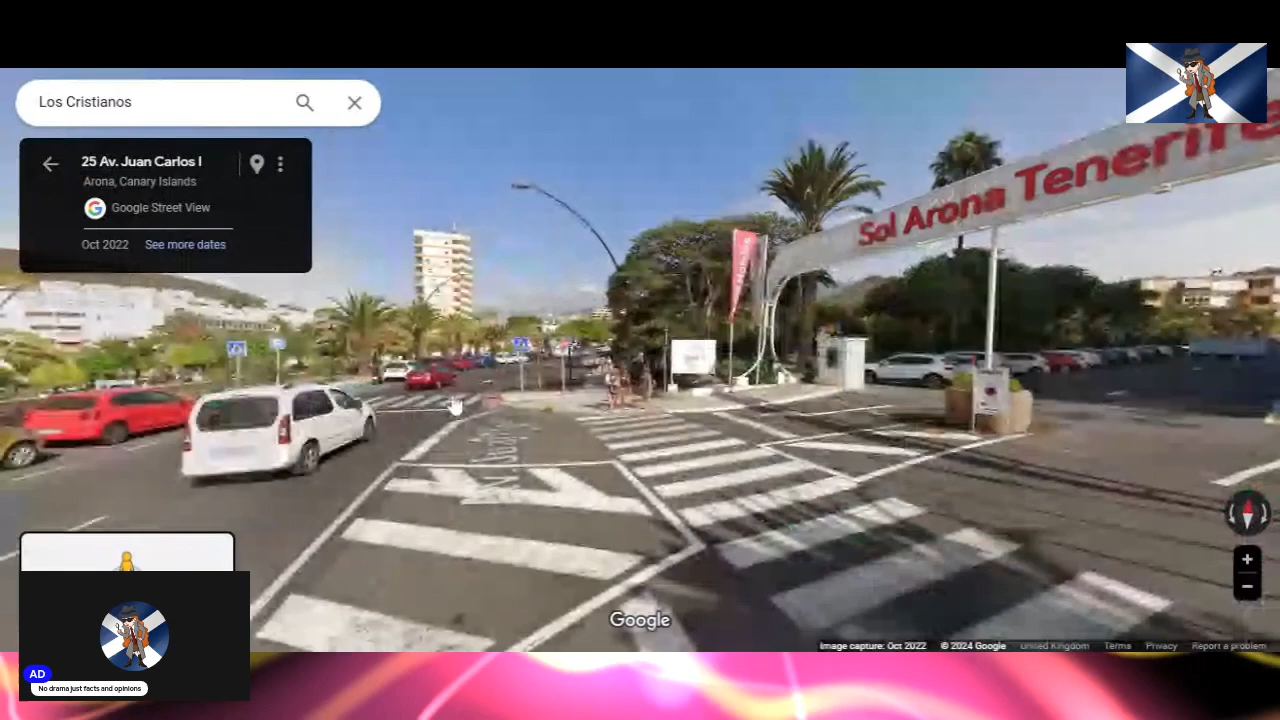 Los Cristianos
25 Av. Juan Carlos I
Arona, Canary Islands
Google Street View
Oct 2022 See more dates
Sol Arona Tenerife
Google
Image capture: Oct 2022 © 2024 Google United Kingdom Terms Privacy Report a problem
AD
No drama just facts and opinions